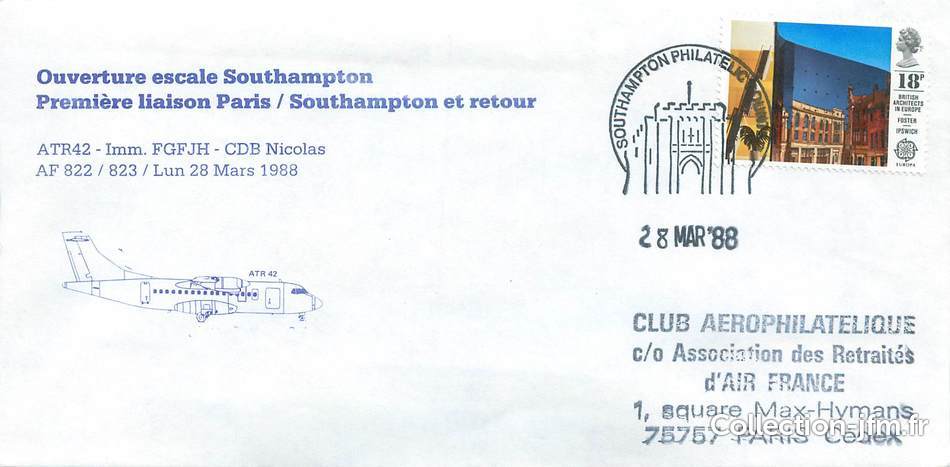 Ouverture escale Southampton
Première liaison Paris / Southampton et retour
ATR42 - Imm. FGFJH - CDB Nicolas
AF 822 / 823 / Lun 28 Mars 1988
ATR 42
SOUTHAMPTON PHILATELIC
28 MAR '88
18P
BRITISH
ARCHITECTS
IN EUROPE
FOSTER
IPSWICH
EUROPA
CLUB AEROPHILATELIQUE
c/o Association des Retraités
d'AIR FRANCE
1, square Max-Hymans
75757 PARIS Cedex
Collection-jfm.fr